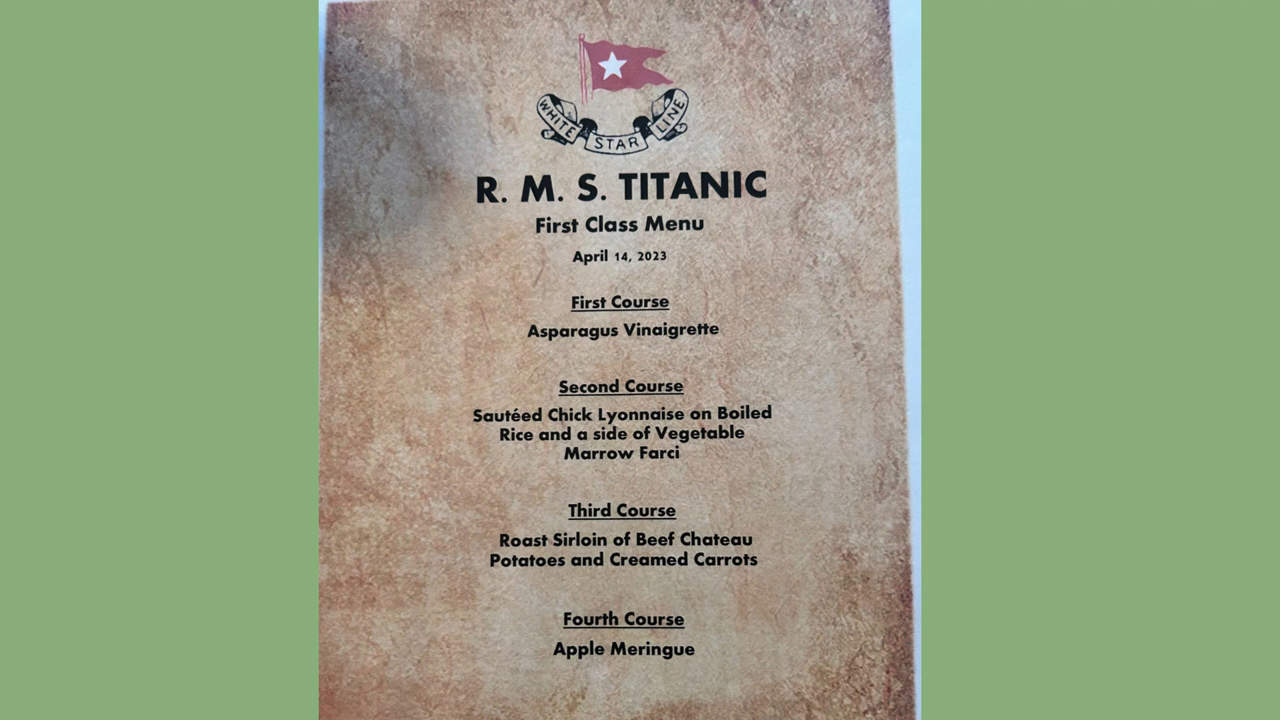 WHITE STAR LINE
R. M. S. TITANIC
First Class Menu
April 14, 2023
First Course
Asparagus Vinaigrette
Second Course
Sautéed Chick Lyonnaise on Boiled
Rice and a side of Vegetable
Marrow Farci
Third Course
Roast Sirloin of Beef Chateau
Potatoes and Creamed Carrots
Fourth Course
Apple Meringue